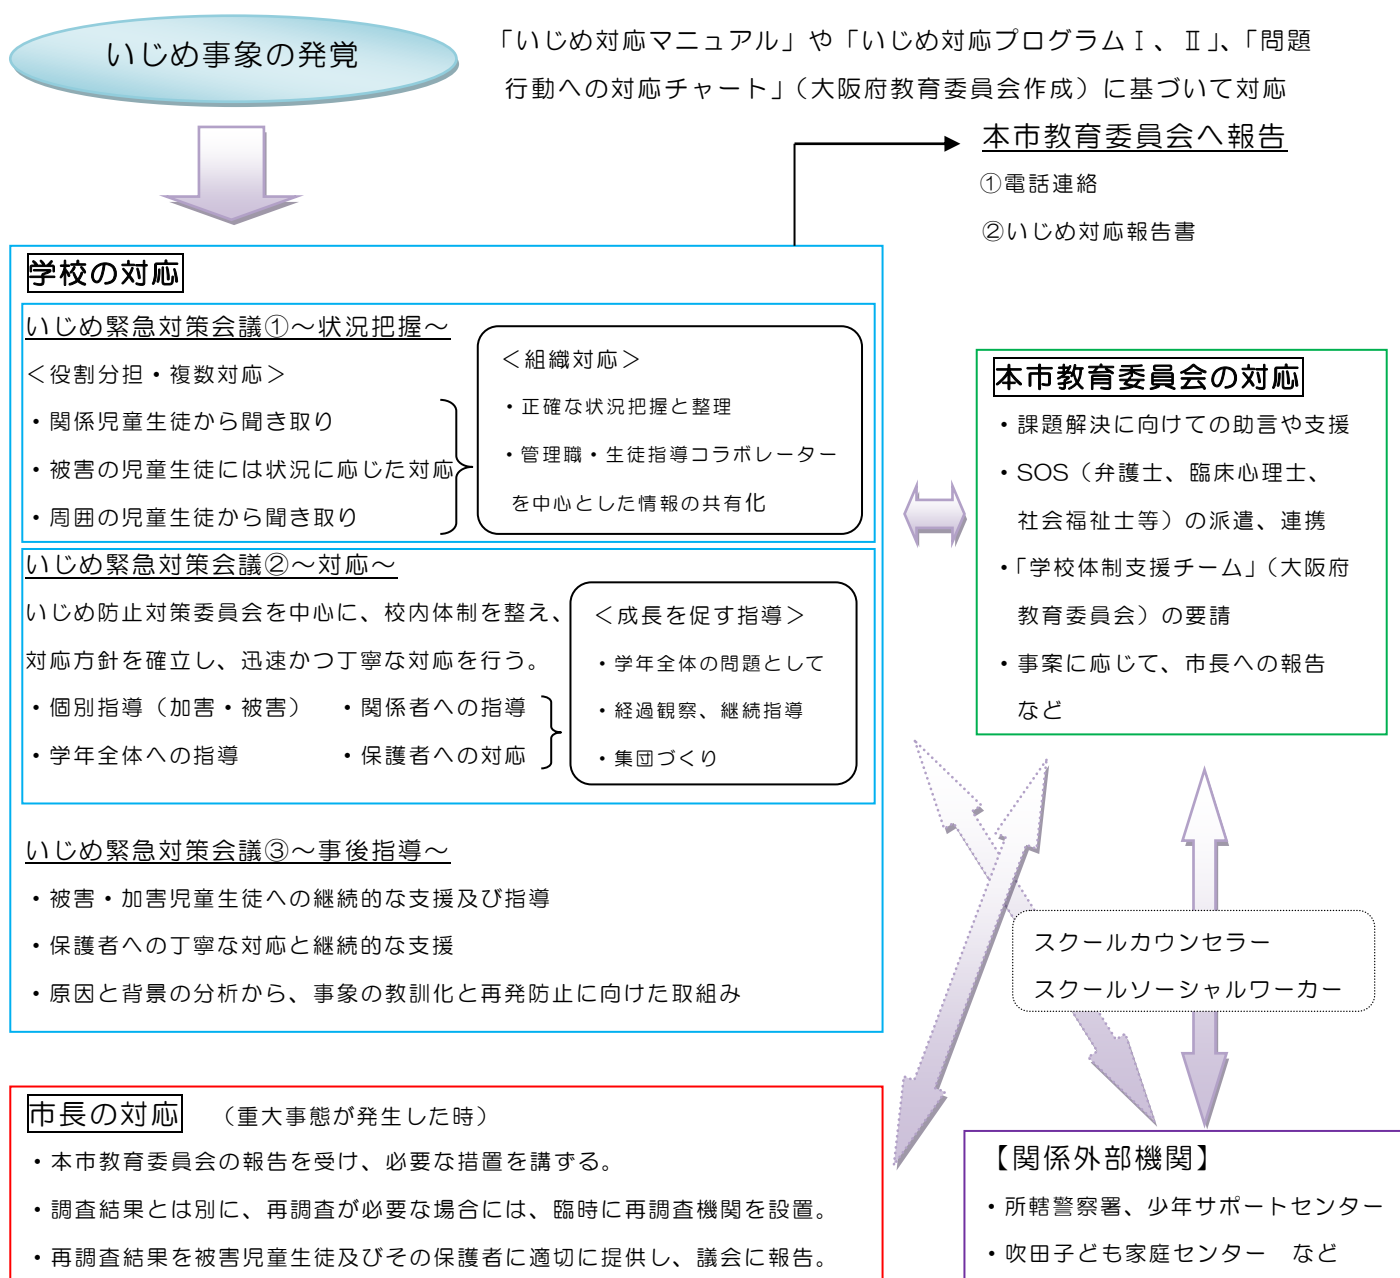 いじめ事象の発覚
「いじめ対応マニュアル」や「いじめ対応プログラムⅠ、Ⅱ」、「問題
行動への対応チャート」（大阪府教育委員会作成）に基づいて対応
本市教育委員会へ報告
①電話連絡
②いじめ対応報告書
学校の対応
いじめ緊急対策会議①～状況把握～
＜役割分担・複数対応＞
・関係児童生徒から聞き取り
・被害の児童生徒には状況に応じた対応
・周囲の児童生徒から聞き取り
＜組織対応＞
・正確な状況把握と整理
・管理職・生徒指導コラボレーター
を中心とした情報の共有化
いじめ緊急対策会議②～対応～
いじめ防止対策委員会を中心に、校内体制を整え、
対応方針を確立し、迅速かつ丁寧な対応を行う。
・個別指導（加害・被害）　・関係者への指導
・学年全体への指導　・保護者への対応
＜成長を促す指導＞
・学年全体の問題として
・経過観察、継続指導
・集団づくり
いじめ緊急対策会議③～事後指導～
・被害・加害児童生徒への継続的な支援及び指導
・保護者への丁寧な対応と継続的な支援
・原因と背景の分析から、事象の教訓化と再発防止に向けた取組み
本市教育委員会の対応
・課題解決に向けての助言や支援
・SOS（弁護士、臨床心理士、
社会福祉士等）の派遣、連携
・「学校体制支援チーム」（大阪府
教育委員会）の要請
・事案に応じて、市長への報告
など
スクールカウンセラー
スクールソーシャルワーカー
市長の対応　（重大事態が発生した時）
・本市教育委員会の報告を受け、必要な措置を講ずる。
・調査結果とは別に、再調査が必要な場合には、臨時に再調査機関を設置。
・再調査結果を被害児童生徒及びその保護者に適切に提供し、議会に報告。
【関係外部機関】
・所轄警察署、少年サポートセンター
・吹田子ども家庭センター　など